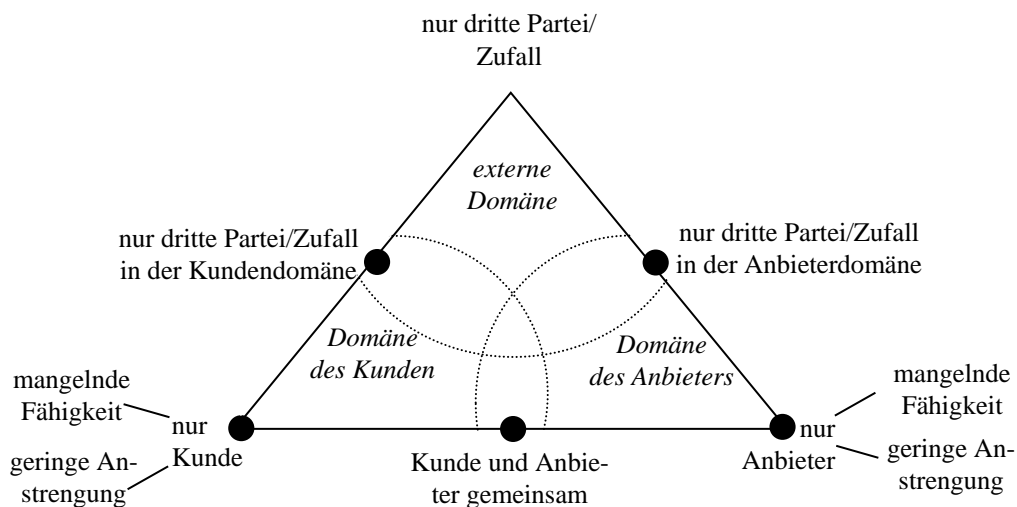 nur dritte Partei/
Zufall
externe
Domäne
nur dritte Partei/Zufall
in der Kundendomäne
nur dritte Partei/Zufall
in der Anbieterdomäne
Domäne
des Kunden
Domäne
des Anbieters
mangelnde
Fähigkeit
nur
Kunde
geringe An-
strengung
Kunde und Anbie-
ter gemeinsam
nur
Anbieter
mangelnde
Fähigkeit
geringe An-
strengung